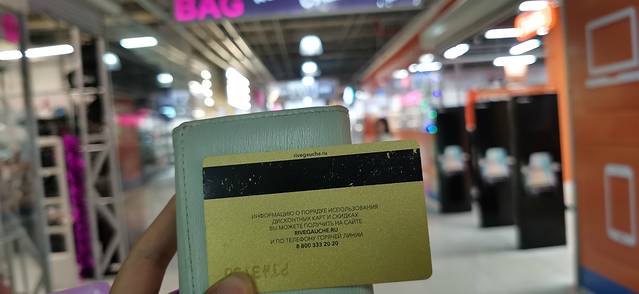 BAG
rivegauche.ru
ИНФОРМАЦИЮ О ПОРЯДКЕ ИСПОЛЬЗОВАНИЯ
ДИСКОНТНЫХ КАРТ И СКИДКАХ
ВЫ МОЖЕТЕ ПОЛУЧИТЬ НА САЙТЕ
RIVEGAUCHE.RU
И ПО ТЕЛЕФОНУ ГОРЯЧЕЙ ЛИНИИ
8 800 333 20 20